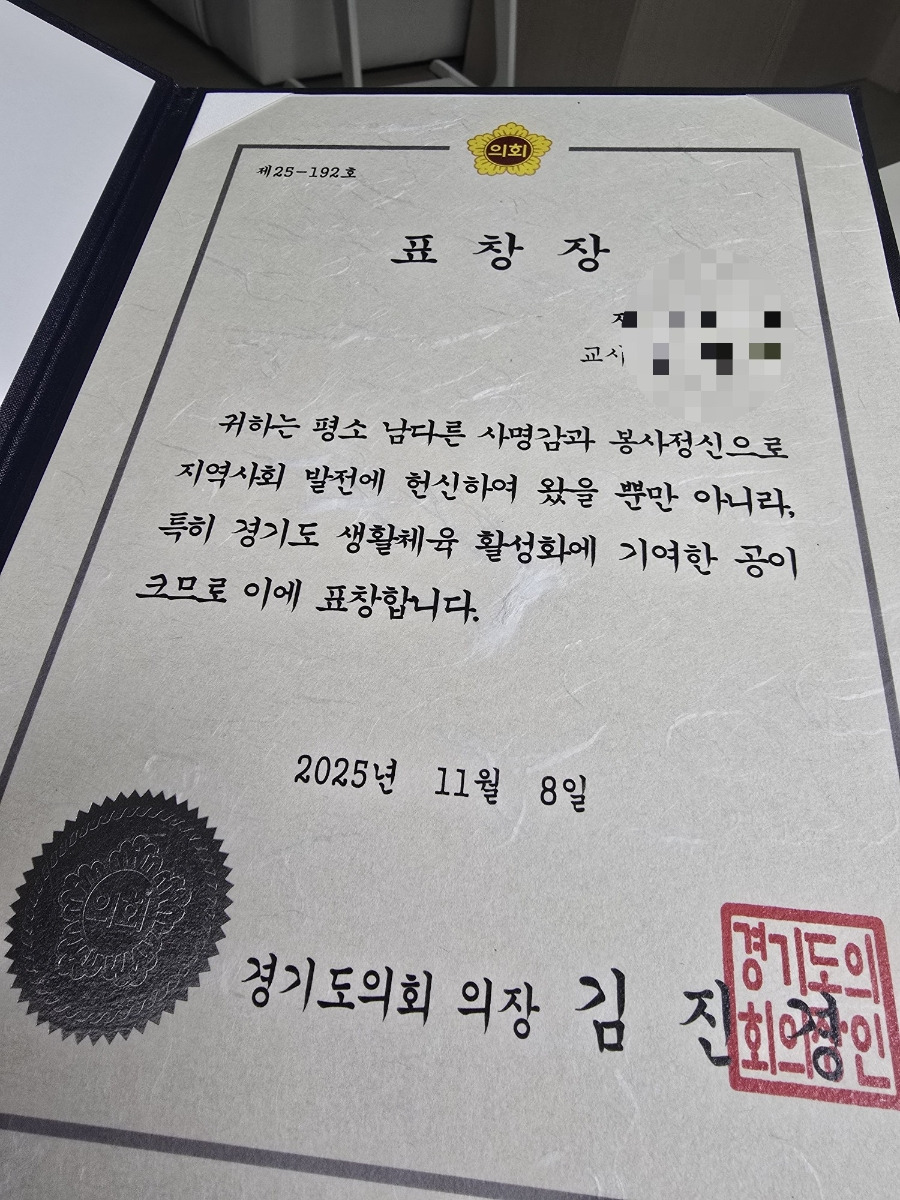 의회
제25-192호
표 창 장
교사
귀하는 평소 남다른 사명감과 봉사정신으로
지역사회 발전에 헌신하여 왔을 뿐만 아니라,
특히 경기도 생활체육 활성화에 기여한 공이
크므로 이에 표창합니다.
2025년 11월 8일
의회
경기도의회 의장 김 진 경
경기도의
회의장인